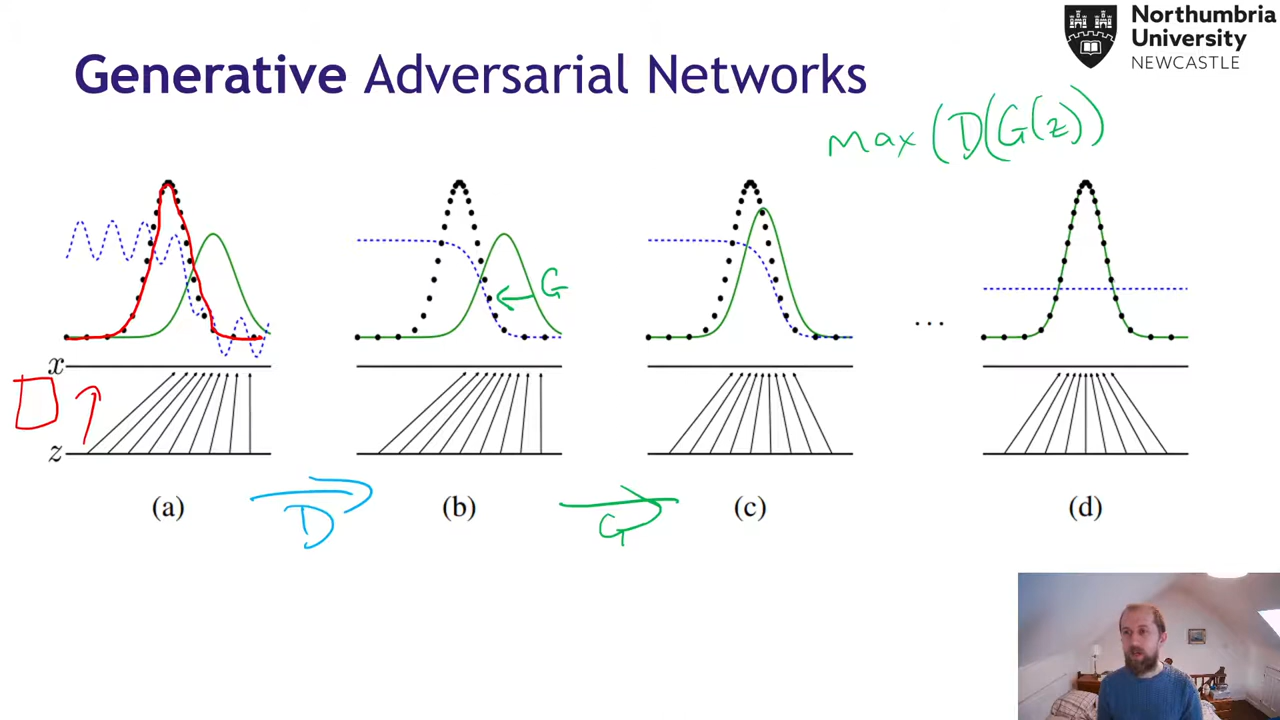 Northumbria
University
NEWCASTLE
Generative Adversarial Networks
max (D(G(z))
G
x
z
...
(a) (b) (c) (d)
D
G